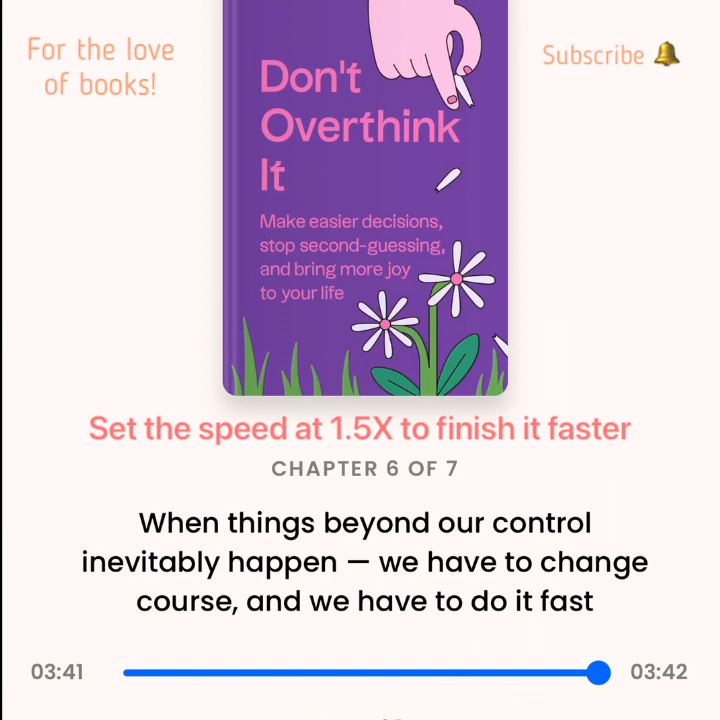 For the love
of books!
Subscribe 🔔
Don't
Overthink
It
Make easier decisions,
stop second-guessing,
and bring more joy
to your life
Set the speed at 1.5X to finish it faster
CHAPTER 6 OF 7
When things beyond our control
inevitably happen — we have to change
course, and we have to do it fast
03:41
03:42